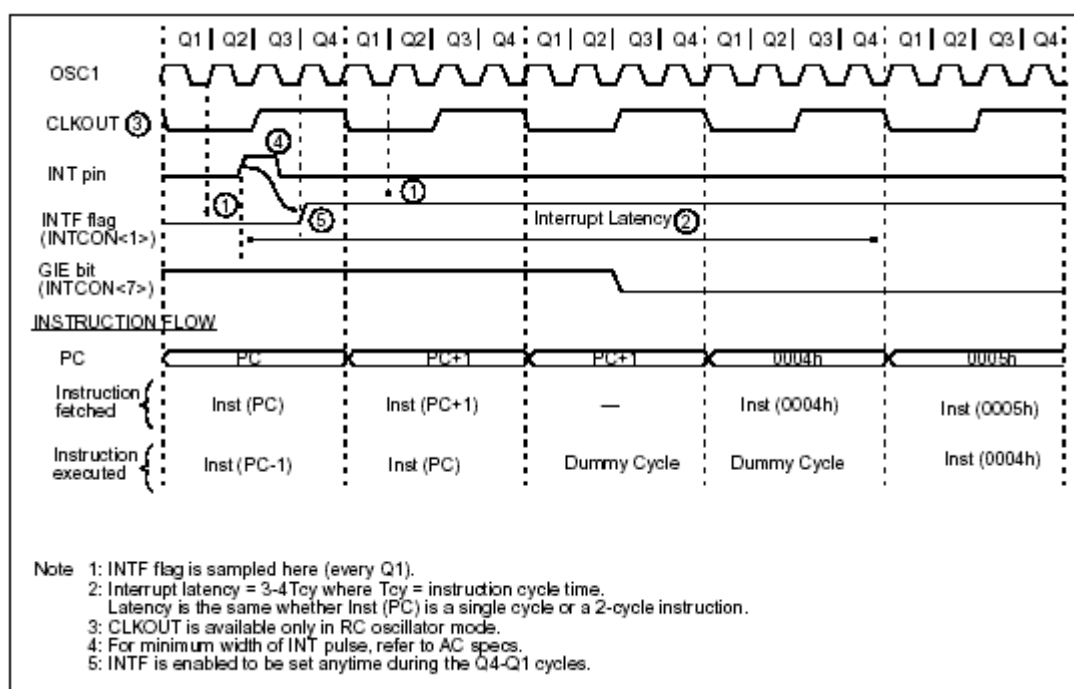 Q1 | Q2 | Q3 | Q4 Q1 | Q2 | Q3 | Q4 Q1 | Q2 | Q3 | Q4 Q1 | Q2 | Q3 | Q4 Q1 | Q2 | Q3 | Q4
OSC1
CLKOUT ③
④
INT pin
① ①
INTF flag
(INTCON<1>)
⑤
Interrupt Latency ②
GIE bit
(INTCON<7>)
INSTRUCTION FLOW
PC PC PC+1 PC+1 0004h 0005h
Instruction
fetched
Inst (PC) Inst (PC+1) — Inst (0004h) Inst (0005h)
Instruction
executed
Inst (PC-1) Inst (PC) Dummy Cycle Dummy Cycle Inst (0004h)
Note 1: INTF flag is sampled here (every Q1).
2: Interrupt latency = 3-4Tcy where Tcy = instruction cycle time.
Latency is the same whether Inst (PC) is a single cycle or a 2-cycle instruction.
3: CLKOUT is available only in RC oscillator mode.
4: For minimum width of INT pulse, refer to AC specs.
5: INTF is enabled to be set anytime during the Q4-Q1 cycles.